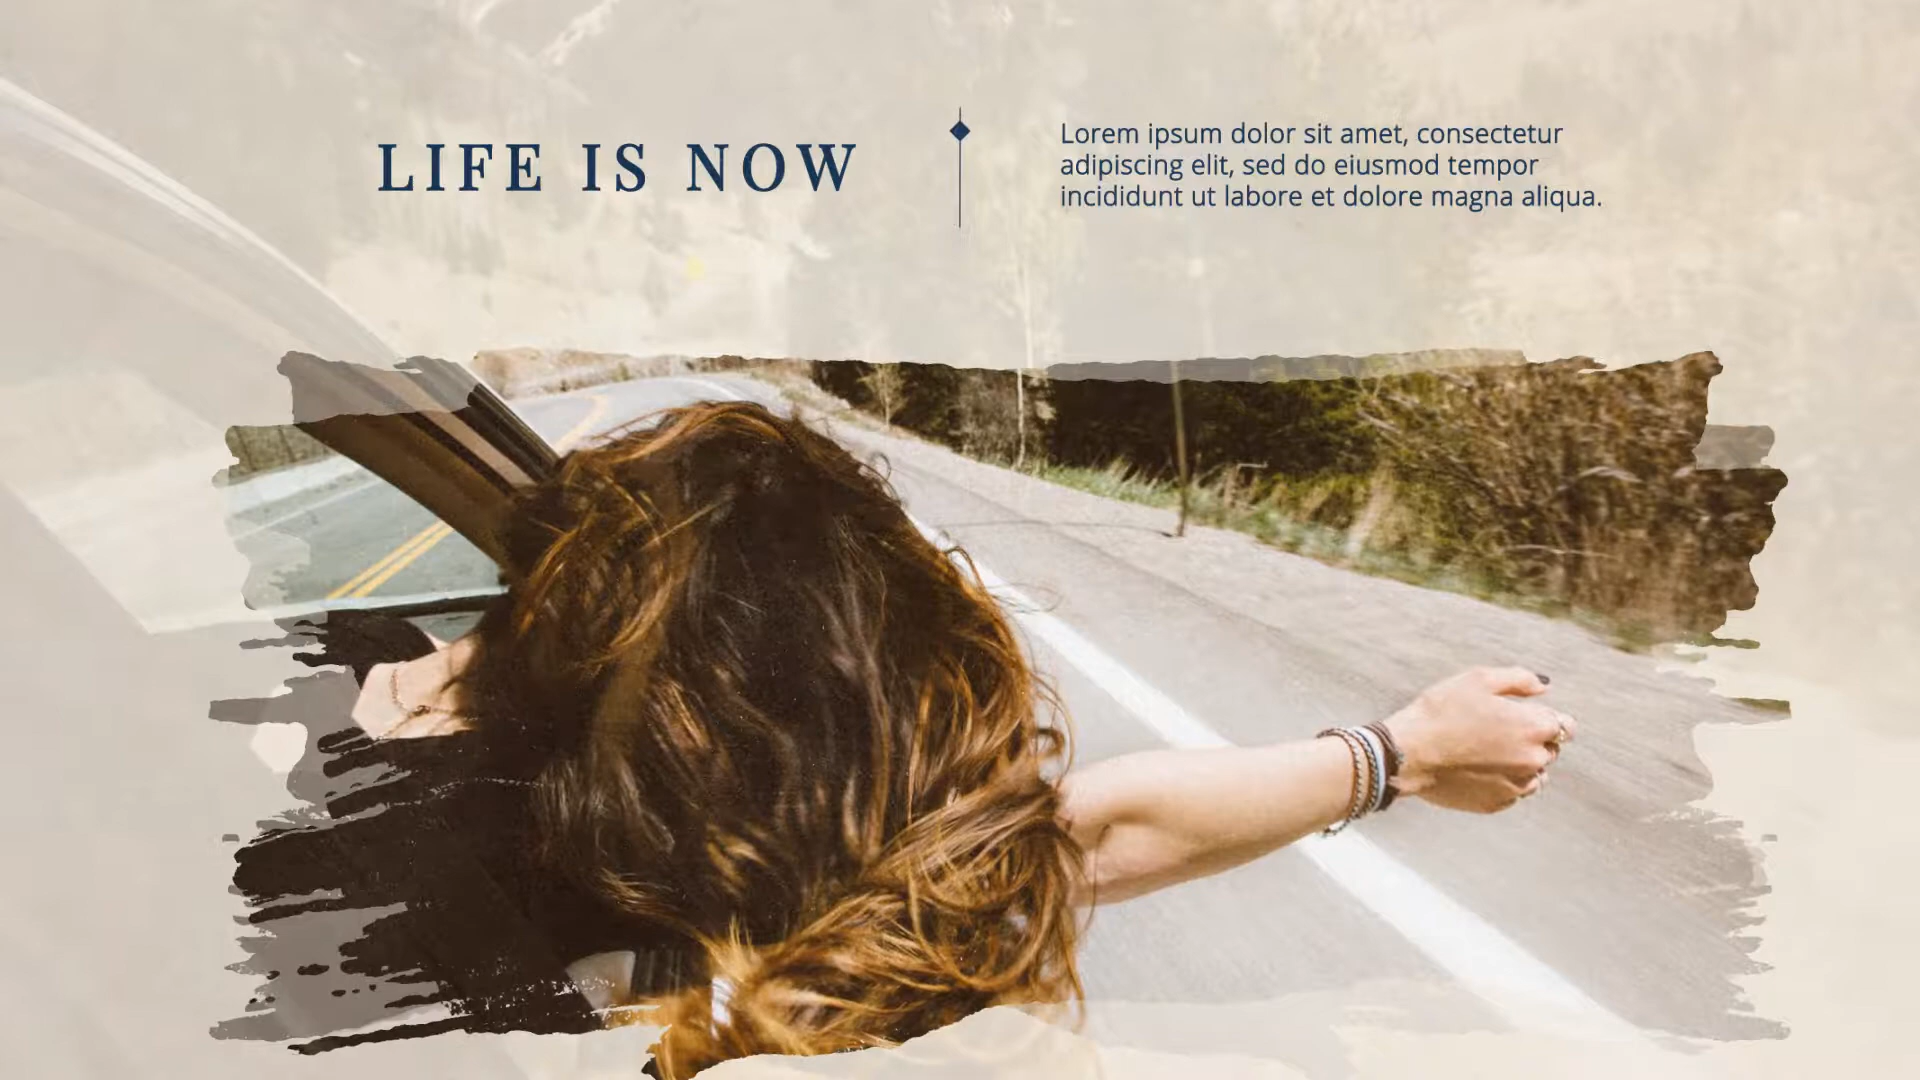 LIFE IS NOW
Lorem ipsum dolor sit amet, consectetur
adipiscing elit, sed do eiusmod tempor
incididunt ut labore et dolore magna aliqua.